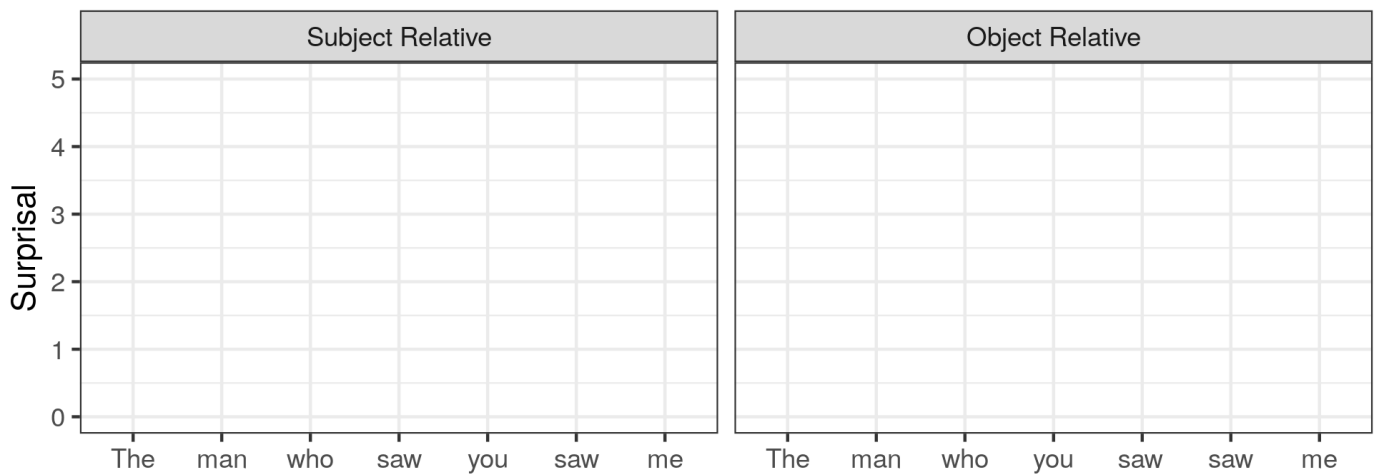 Subject Relative
Object Relative
Surprisal
5
4
3
2
1
0
The man who saw you saw me
The man who you saw saw me